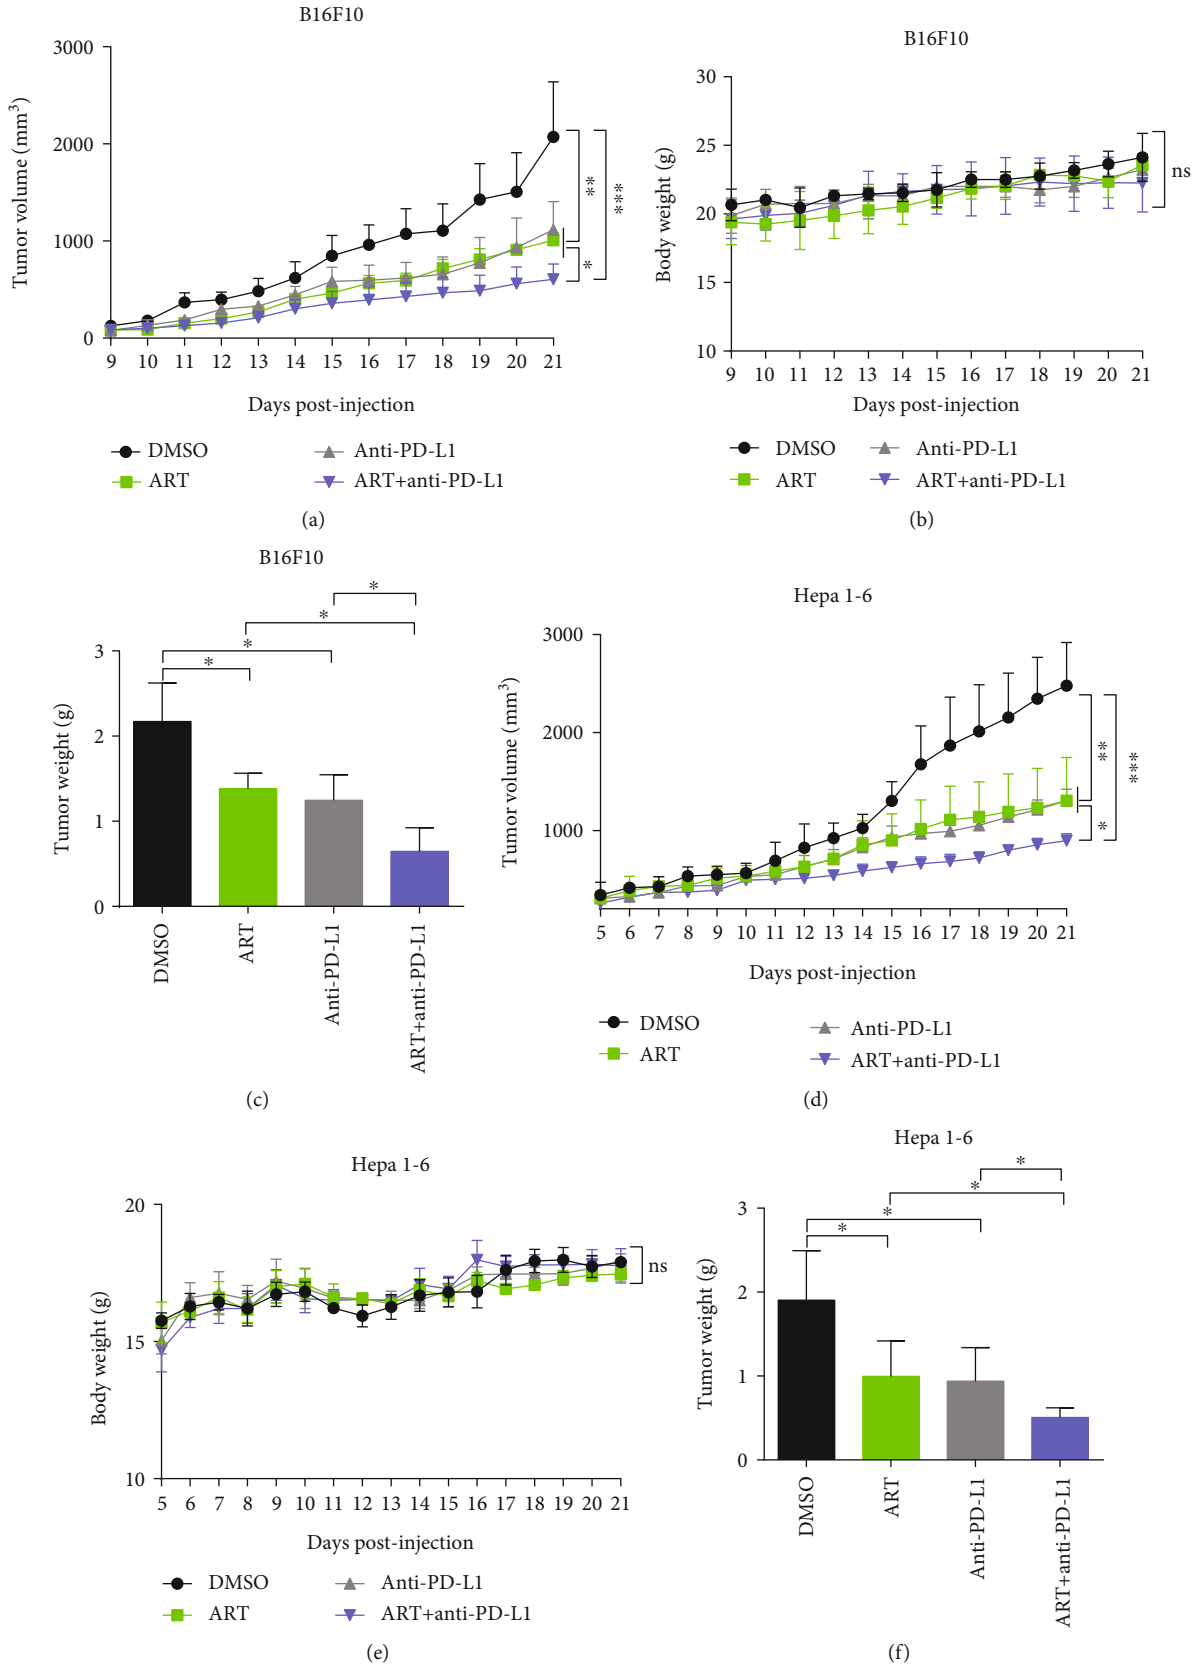 B16F10
Tumor volume (mm³)
3000
2000
1000
0
9 10 11 12 13 14 15 16 17 18 19 20 21
Days post-injection
**
***
*
DMSO
ART
Anti-PD-L1
ART+anti-PD-L1
(a)
B16F10
Body weight (g)
30
25
20
15
10
9 10 11 12 13 14 15 16 17 18 19 20 21
Days post-injection
ns
DMSO
ART
Anti-PD-L1
ART+anti-PD-L1
(b)
B16F10
*
*
*
*
Tumor weight (g)
3
2
1
0
DMSO
ART
Anti-PD-L1
ART+anti-PD-L1
(c)
Hepa 1-6
Tumor volume (mm³)
3000
2000
1000
5 6 7 8 9 10 11 12 13 14 15 16 17 18 19 20 21
Days post-injection
**
***
*
DMSO
ART
Anti-PD-L1
ART+anti-PD-L1
(d)
Hepa 1-6
Body weight (g)
20
15
10
5 6 7 8 9 10 11 12 13 14 15 16 17 18 19 20 21
Days post-injection
ns
DMSO
ART
Anti-PD-L1
ART+anti-PD-L1
(e)
Hepa 1-6
*
*
*
*
Tumor weight (g)
3
2
1
0
DMSO
ART
Anti-PD-L1
ART+anti-PD-L1
(f)